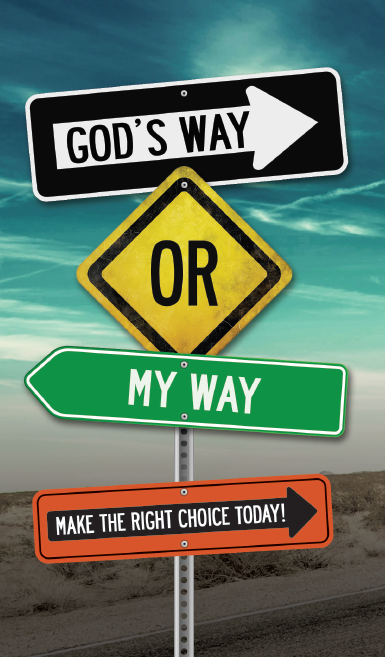 GOD'S WAY
OR
MY WAY
MAKE THE RIGHT CHOICE TODAY!